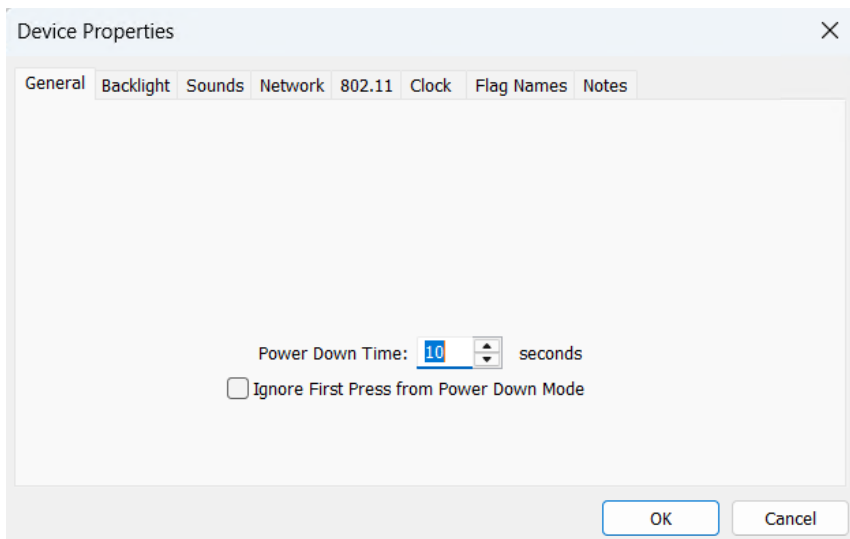 Device Properties
General Backlight Sounds Network 802.11 Clock Flag Names Notes
Power Down Time: 10 seconds
Ignore First Press from Power Down Mode
OK Cancel